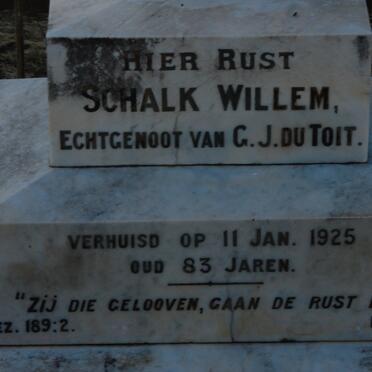 HIER RUST
SCHALK WILLEM,
ECHTGENOOT VAN G.J. DU TOIT.
VERHUISD OP 11 JAN. 1925
OUD 83 JAREN.
"ZIJ DIE GELOOVEN, GAAN DE RUST
EZ. 189:2.